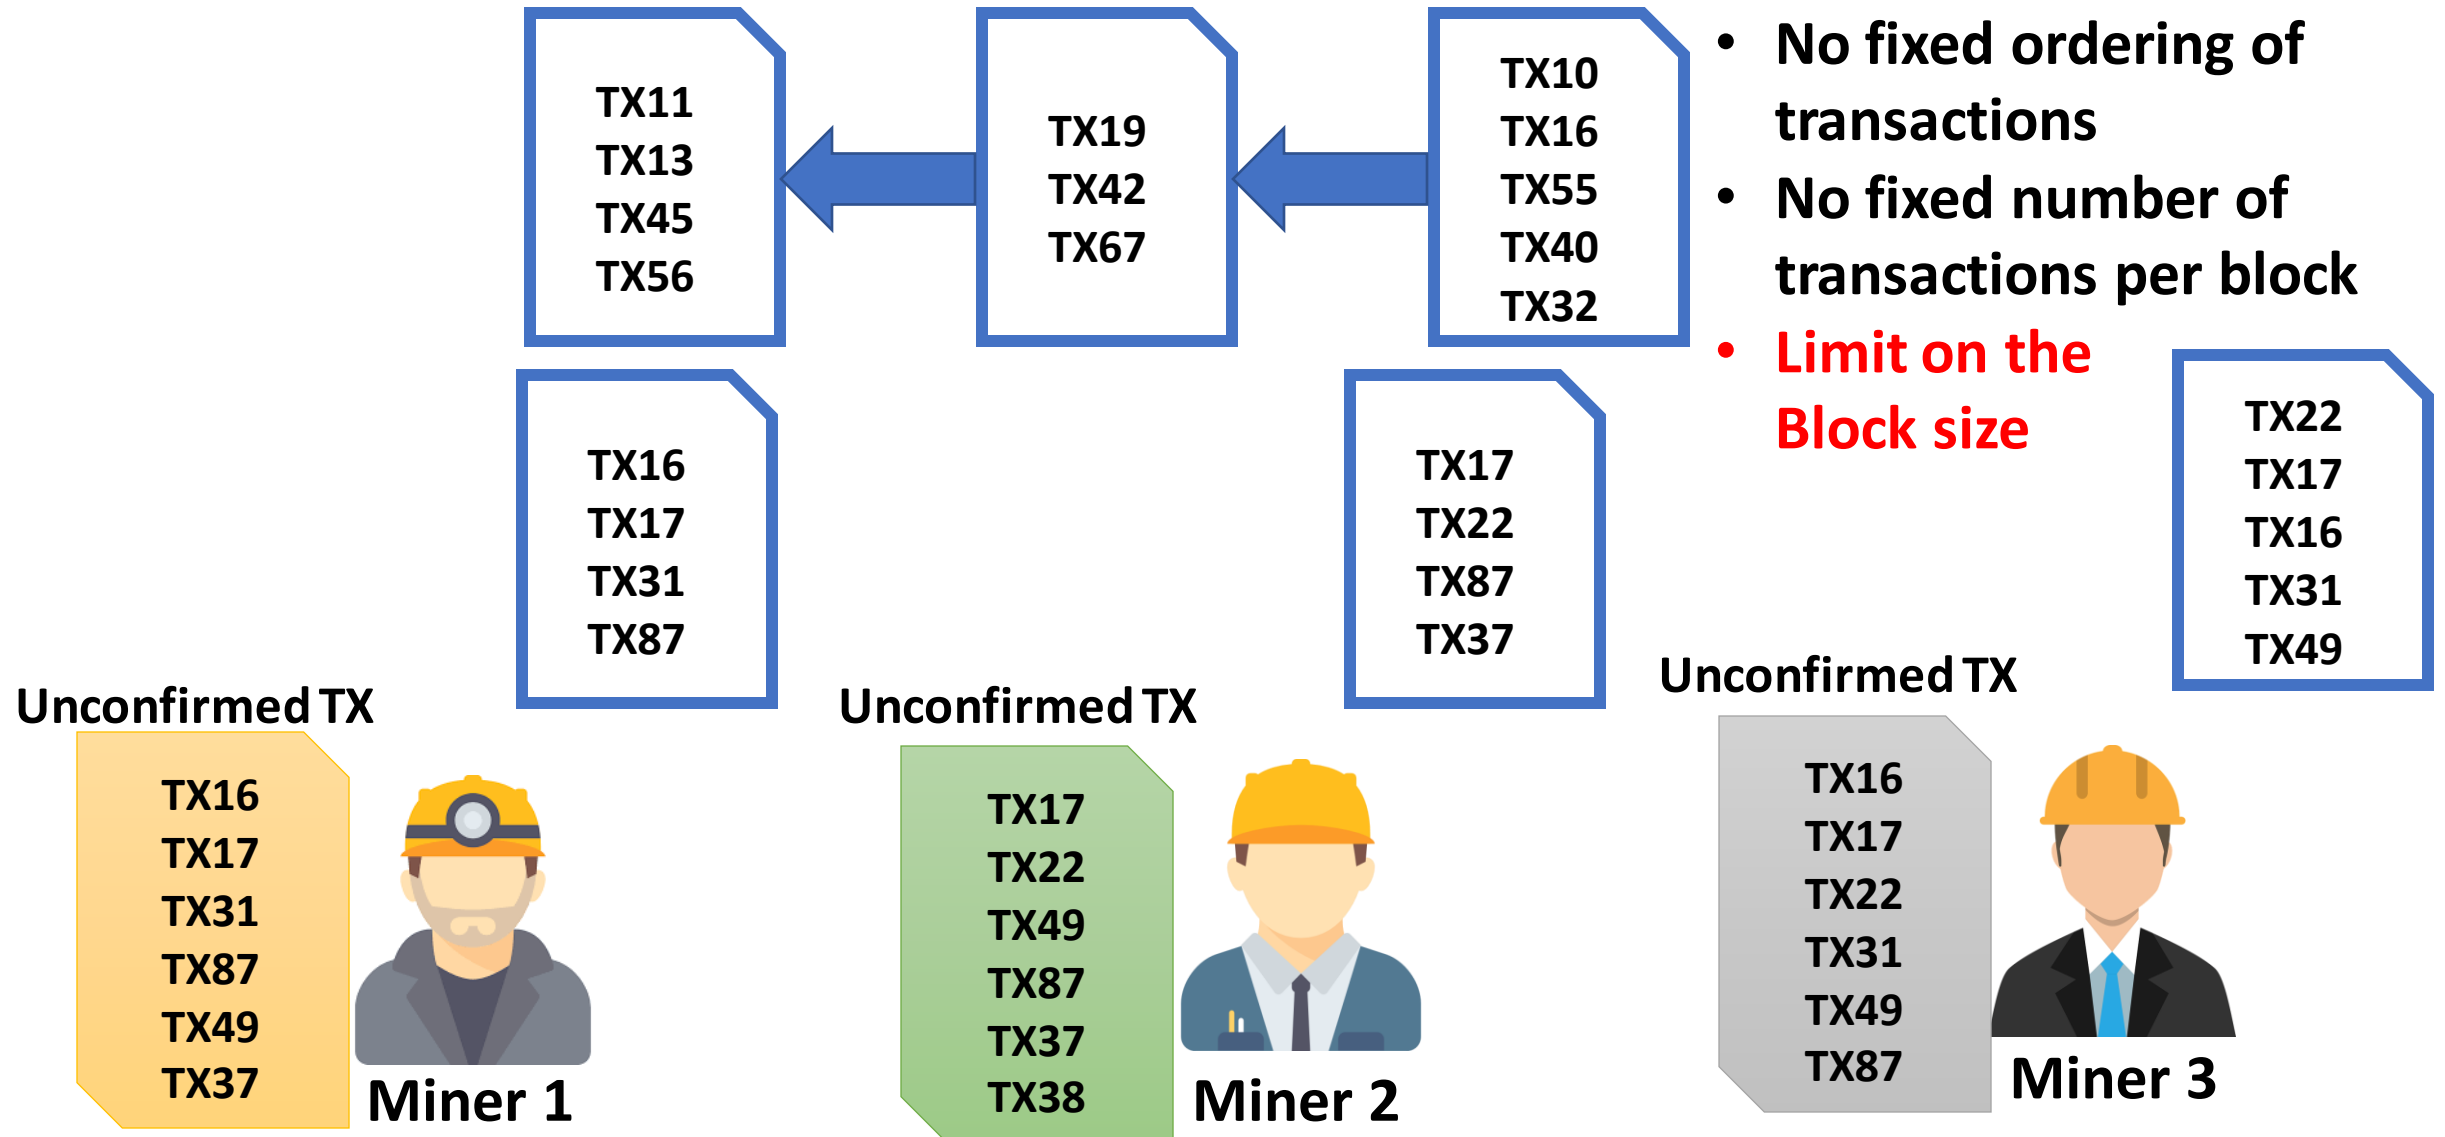 TX11
TX13
TX45
TX56
TX19
TX42
TX67
TX10
TX16
TX55
TX40
TX32
• No fixed ordering of
transactions
• No fixed number of
transactions per block
• Limit on the
Block size
TX16
TX17
TX31
TX87
TX17
TX22
TX87
TX37
TX22
TX17
TX16
TX31
TX49
Unconfirmed TX
TX16
TX17
TX31
TX87
TX49
TX37
Miner 1
Unconfirmed TX
TX17
TX22
TX49
TX87
TX37
TX38
Miner 2
Unconfirmed TX
TX16
TX17
TX22
TX31
TX49
TX87
Miner 3